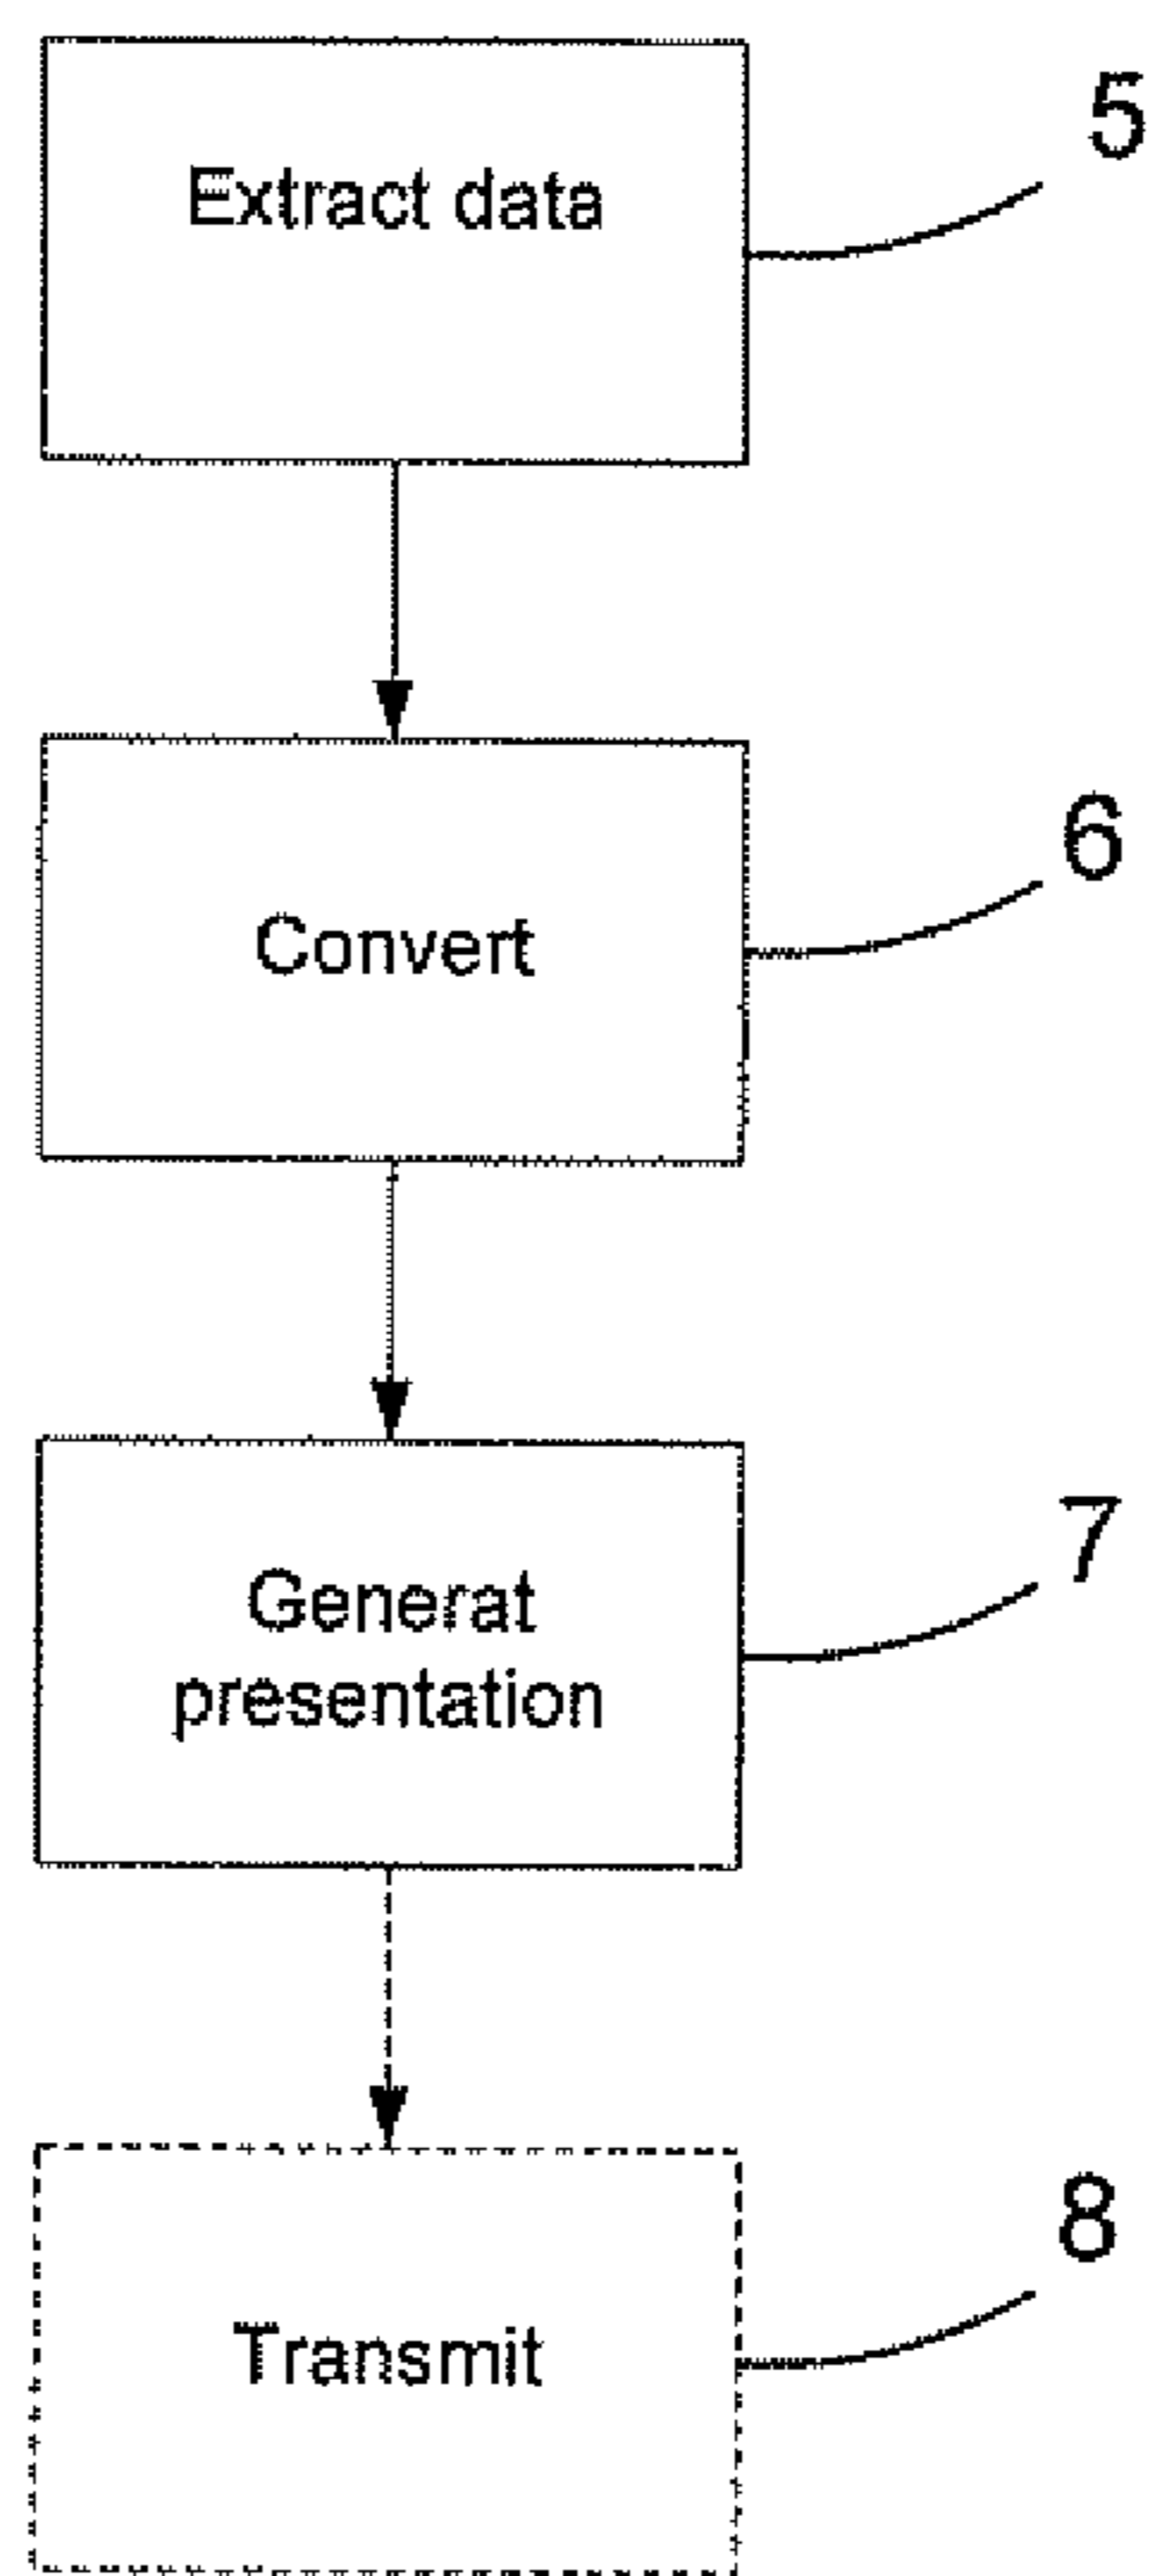 Extract data
5
Convert
6
Generat
presentation
7
Transmit
8